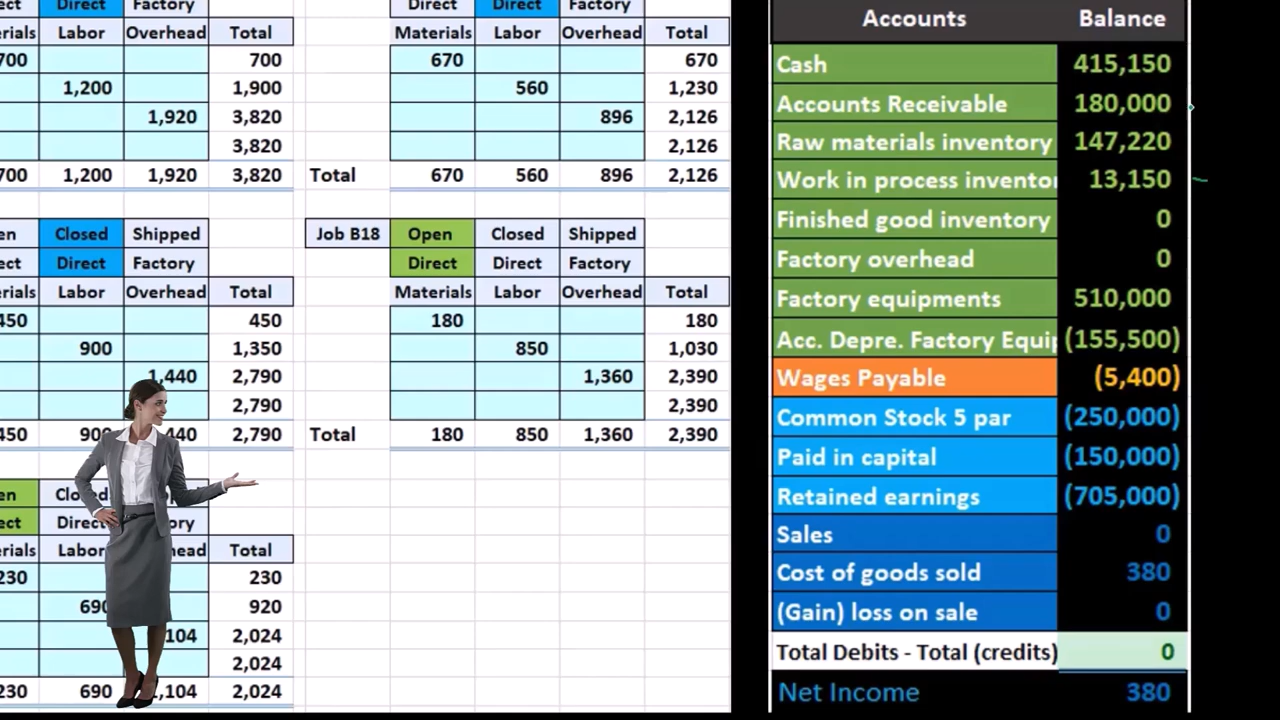 Direct Factory Direct Direct Factory
Labor Overhead Total Materials Labor Overhead Total
700 700 670 670
1,200 1,900 560 1,230
1,920 3,820 896 2,126
3,820 2,126
700 1,200 1,920 3,820 Total 670 560 896 2,126
Closed Shipped Job B18 Open Closed Shipped
Direct Factory Direct Direct Factory
Labor Overhead Total Materials Labor Overhead Total
450 450 180 180
900 1,350 850 1,030
1,440 2,790 1,360 2,390
2,790 2,390
450 2,790 Total 180 850 1,360 2,390
Labor Total
230 230
920
2,024
2,024
230 690 1,104 2,024
Accounts Balance
Cash 415,150
Accounts Receivable 180,000
Raw materials inventory 147,220
Work in process inventor 13,150
Finished good inventory 0
Factory overhead 0
Factory equipments 510,000
Acc. Depre. Factory Equip (155,500)
Wages Payable (5,400)
Common Stock 5 par (250,000)
Paid in capital (150,000)
Retained earnings (705,000)
Sales 0
Cost of goods sold 380
(Gain) loss on sale 0
Total Debits - Total (credits) 0
Net Income 380